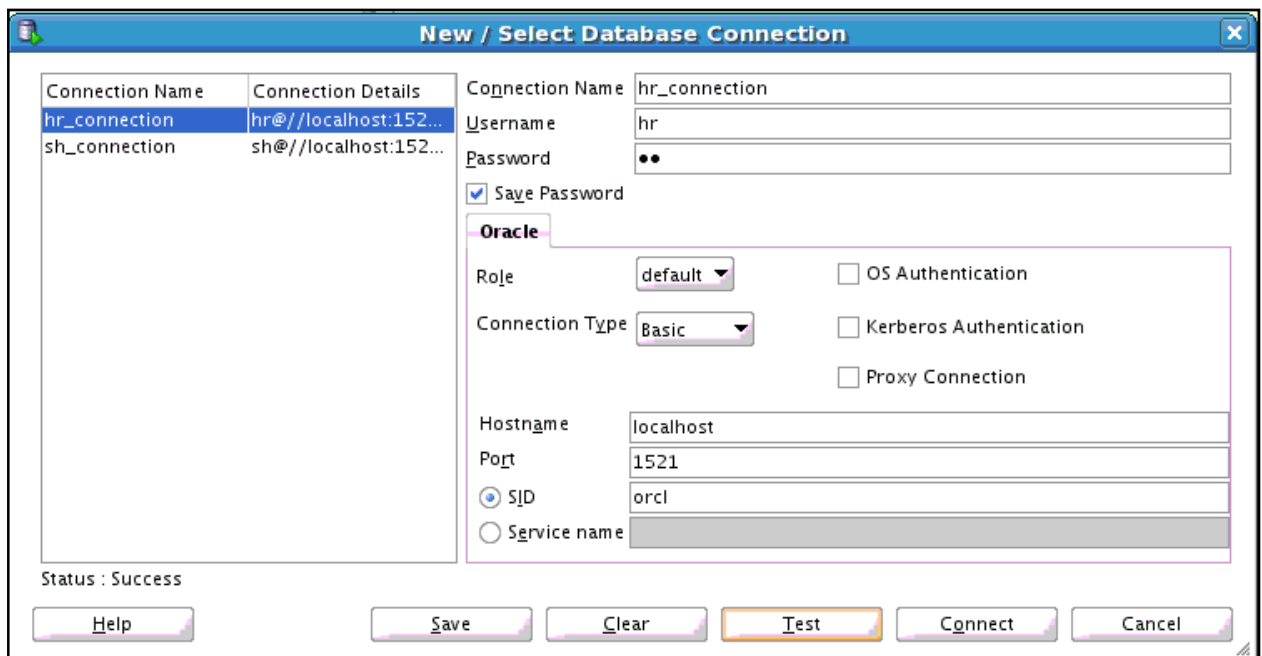 New / Select Database Connection
Connection Name Connection Details
hr_connection hr@//localhost:152...
sh_connection sh@//localhost:152...
Connection Name hr_connection
Username hr
Password ••
Save Password
Oracle
Role default OS Authentication
Connection Type Basic Kerberos Authentication
Proxy Connection
Hostname localhost
Port 1521
SID orcl
Service name
Status : Success
Help Save Clear Test Connect Cancel